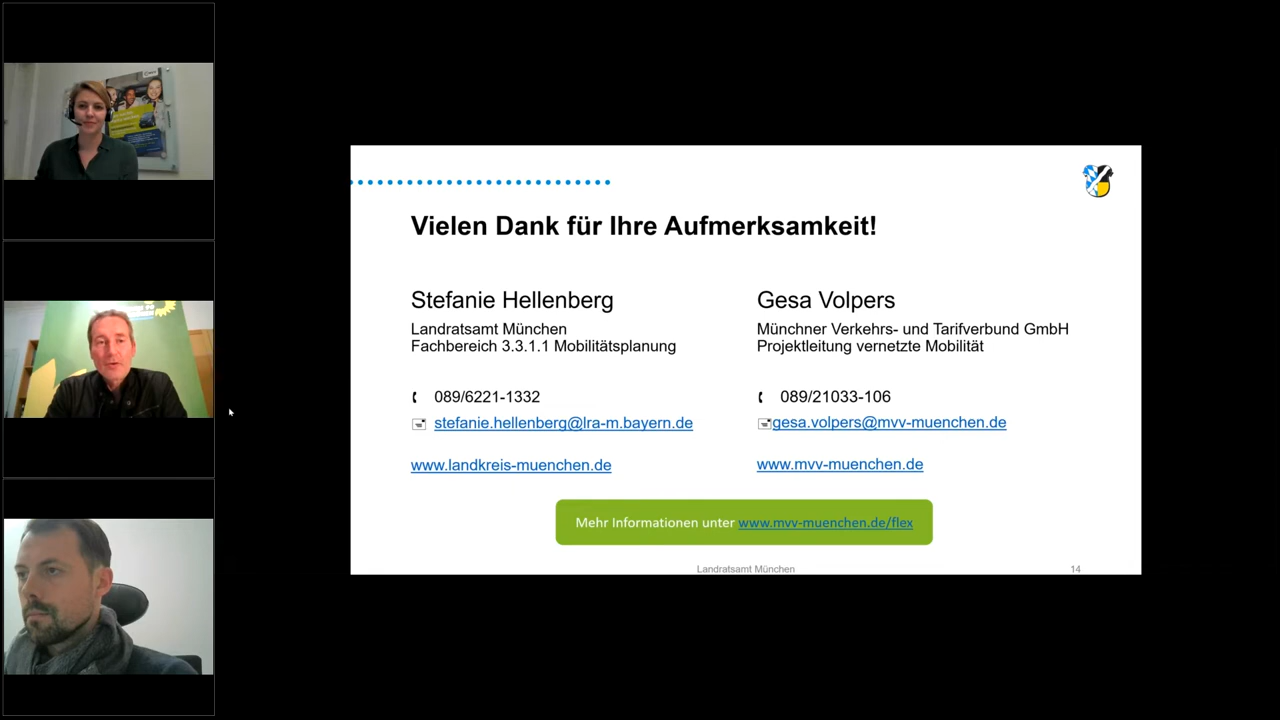 Vielen Dank für Ihre Aufmerksamkeit!
Stefanie Hellenberg
Landratsamt München
Fachbereich 3.3.1.1 Mobilitätsplanung
089/6221-1332
stefanie.hellenberg@lra-m.bayern.de
www.landkreis-muenchen.de
Gesa Volpers
Münchner Verkehrs- und Tarifverbund GmbH
Projektleitung vernetzte Mobilität
089/21033-106
gesa.volpers@mvv-muenchen.de
www.mvv-muenchen.de
Mehr Informationen unter www.mvv-muenchen.de/flex
Landratsamt München
14